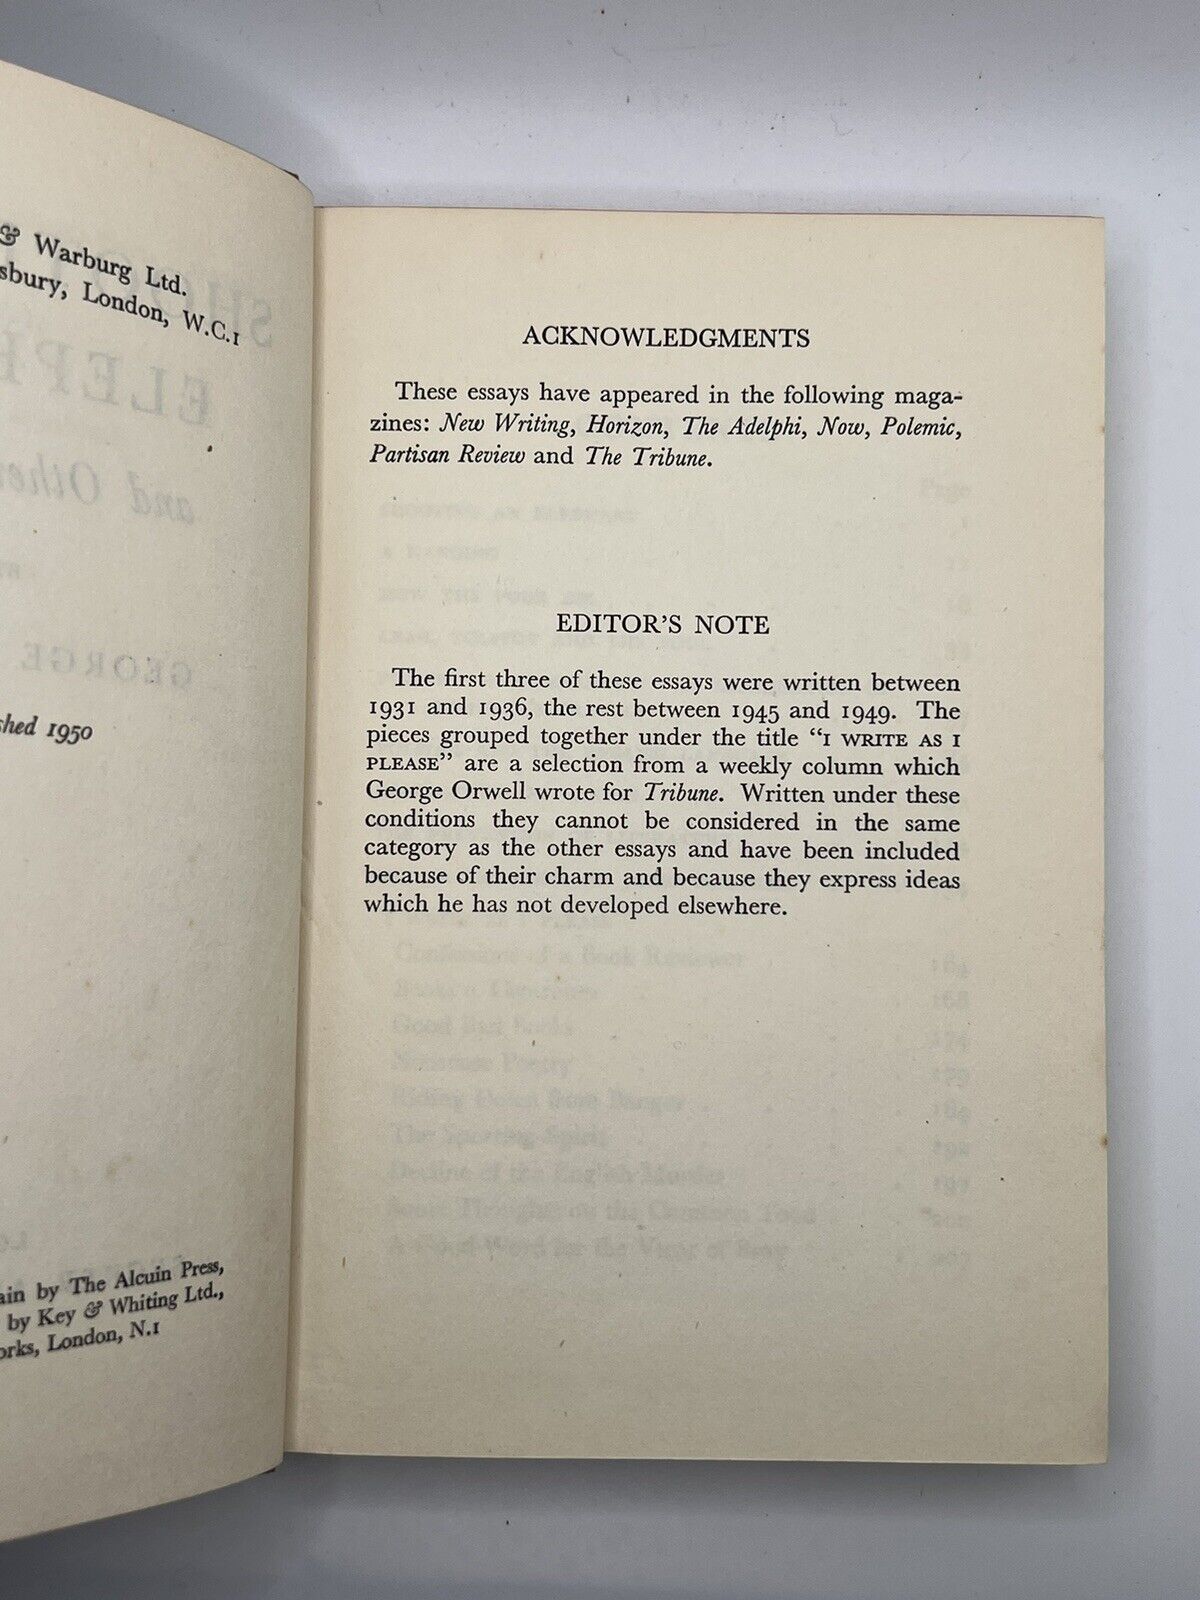 & Warburg Ltd.
sbury, London, W.C.1
shed 1950
ain by The Alcuin Press,
by Key & Whiting Ltd.,
orks, London, N.1
ACKNOWLEDGMENTS
These essays have appeared in the following maga-
zines: New Writing, Horizon, The Adelphi, Now, Polemic,
Partisan Review and The Tribune.
EDITOR'S NOTE
The first three of these essays were written between
1931 and 1936, the rest between 1945 and 1949. The
pieces grouped together under the title "I WRITE AS I
PLEASE" are a selection from a weekly column which
George Orwell wrote for Tribune. Written under these
conditions they cannot be considered in the same
category as the other essays and have been included
because of their charm and because they express ideas
which he has not developed elsewhere.